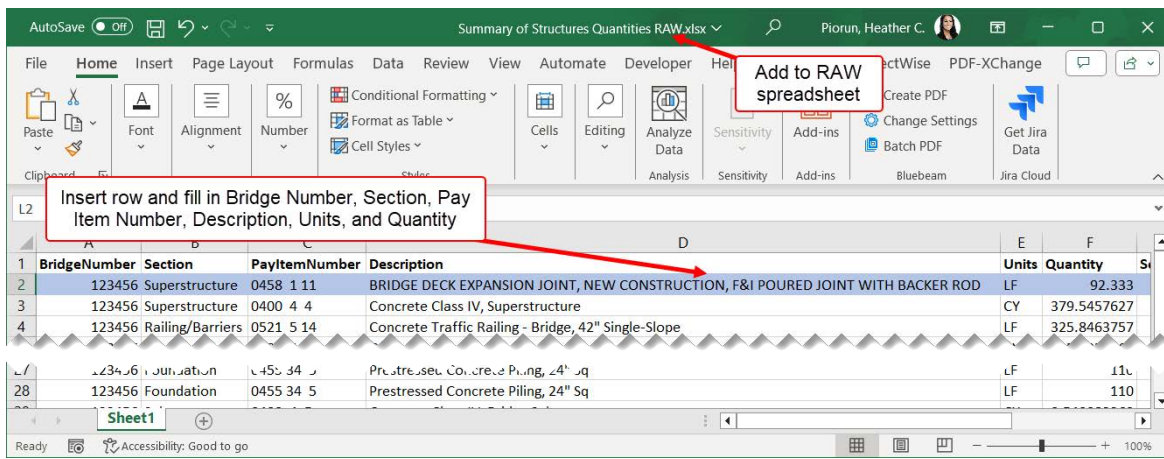 AutoSave Off Summary of Structures Quantities RAW.xlsx Piorun, Heather C.
File Home Insert Page Layout Formulas Data Review View Automate Developer ectWise PDF-XChange
Add to RAW
spreadsheet
Paste Font Alignment Number Conditional Formatting Format as Table Cell Styles Cells Editing Analyze Data Sensitivity Add-ins Create PDF Change Settings Batch PDF Get Jira Data
Analysis Sensitivity Add-ins Bluebeam Jira Cloud
Insert row and fill in Bridge Number, Section, Pay
Item Number, Description, Units, and Quantity
L2
D E F
1 BridgeNumber Section PayItemNumber Description Units Quantity
2 123456 Superstructure 0458 1 11 BRIDGE DECK EXPANSION JOINT, NEW CONSTRUCTION, F&I POURED JOINT WITH BACKER ROD LF 92.333
3 123456 Superstructure 0400 4 4 Concrete Class IV, Superstructure CY 379.5457627
4 123456 Railing/Barriers 0521 5 14 Concrete Traffic Railing - Bridge, 42" Single-Slope LF 325.8463757
28 123456 Foundation 0455 34 5 Prestressed Concrete Piling, 24" Sq LF 110
Sheet1
Ready Accessibility: Good to go 100%